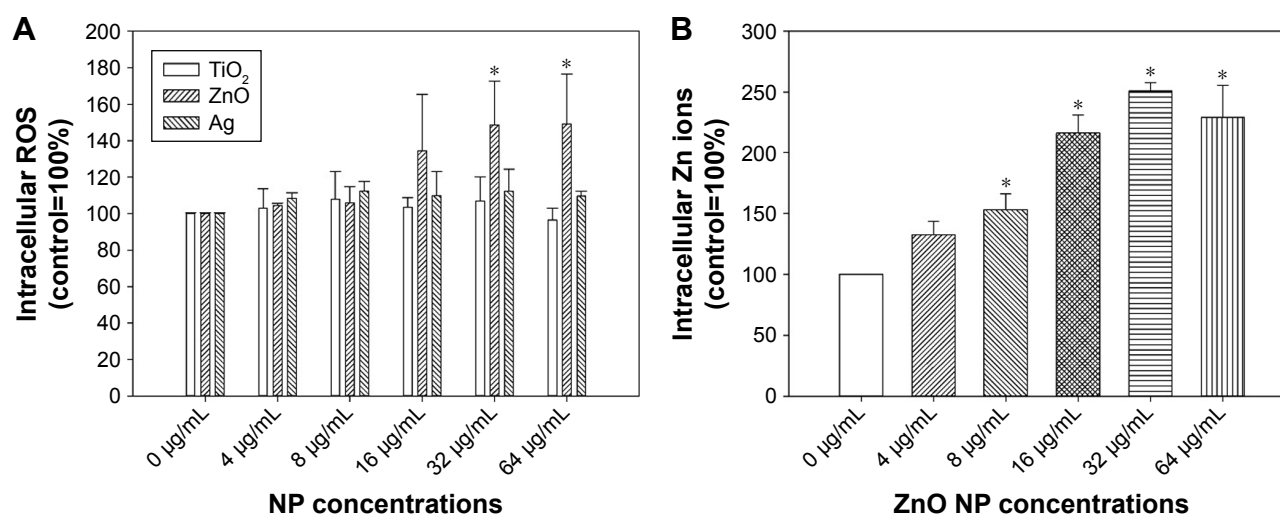 A
Intracellular ROS
(control=100%)
200
180
160
140
120
100
80
60
40
20
0
TiO₂
ZnO
Ag
*
*
0 µg/mL
4 µg/mL
8 µg/mL
16 µg/mL
32 µg/mL
64 µg/mL
NP concentrations
B
Intracellular Zn ions
(control=100%)
300
250
200
150
100
50
0
*
*
*
*
0 µg/mL
4 µg/mL
8 µg/mL
16 µg/mL
32 µg/mL
64 µg/mL
ZnO NP concentrations